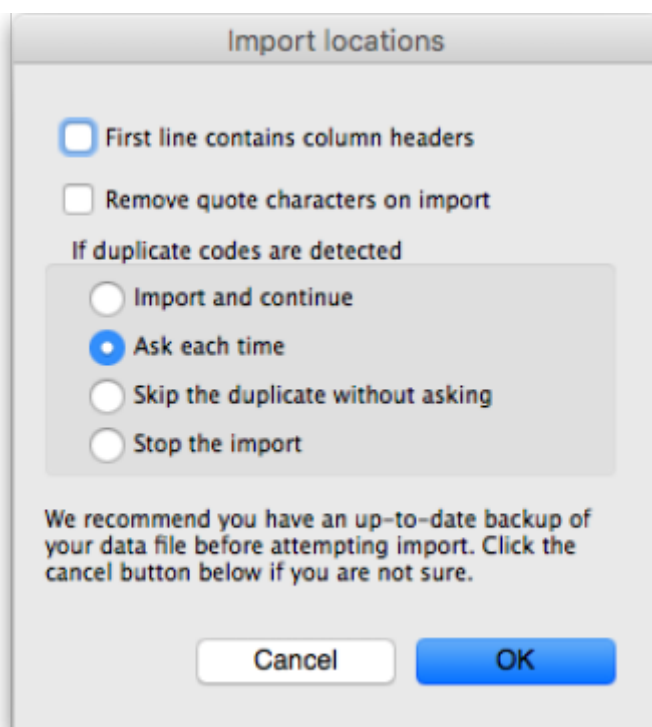 Import locations
First line contains column headers
Remove quote characters on import
If duplicate codes are detected
Import and continue
Ask each time
Skip the duplicate without asking
Stop the import
We recommend you have an up-to-date backup of
your data file before attempting import. Click the
cancel button below if you are not sure.
Cancel OK